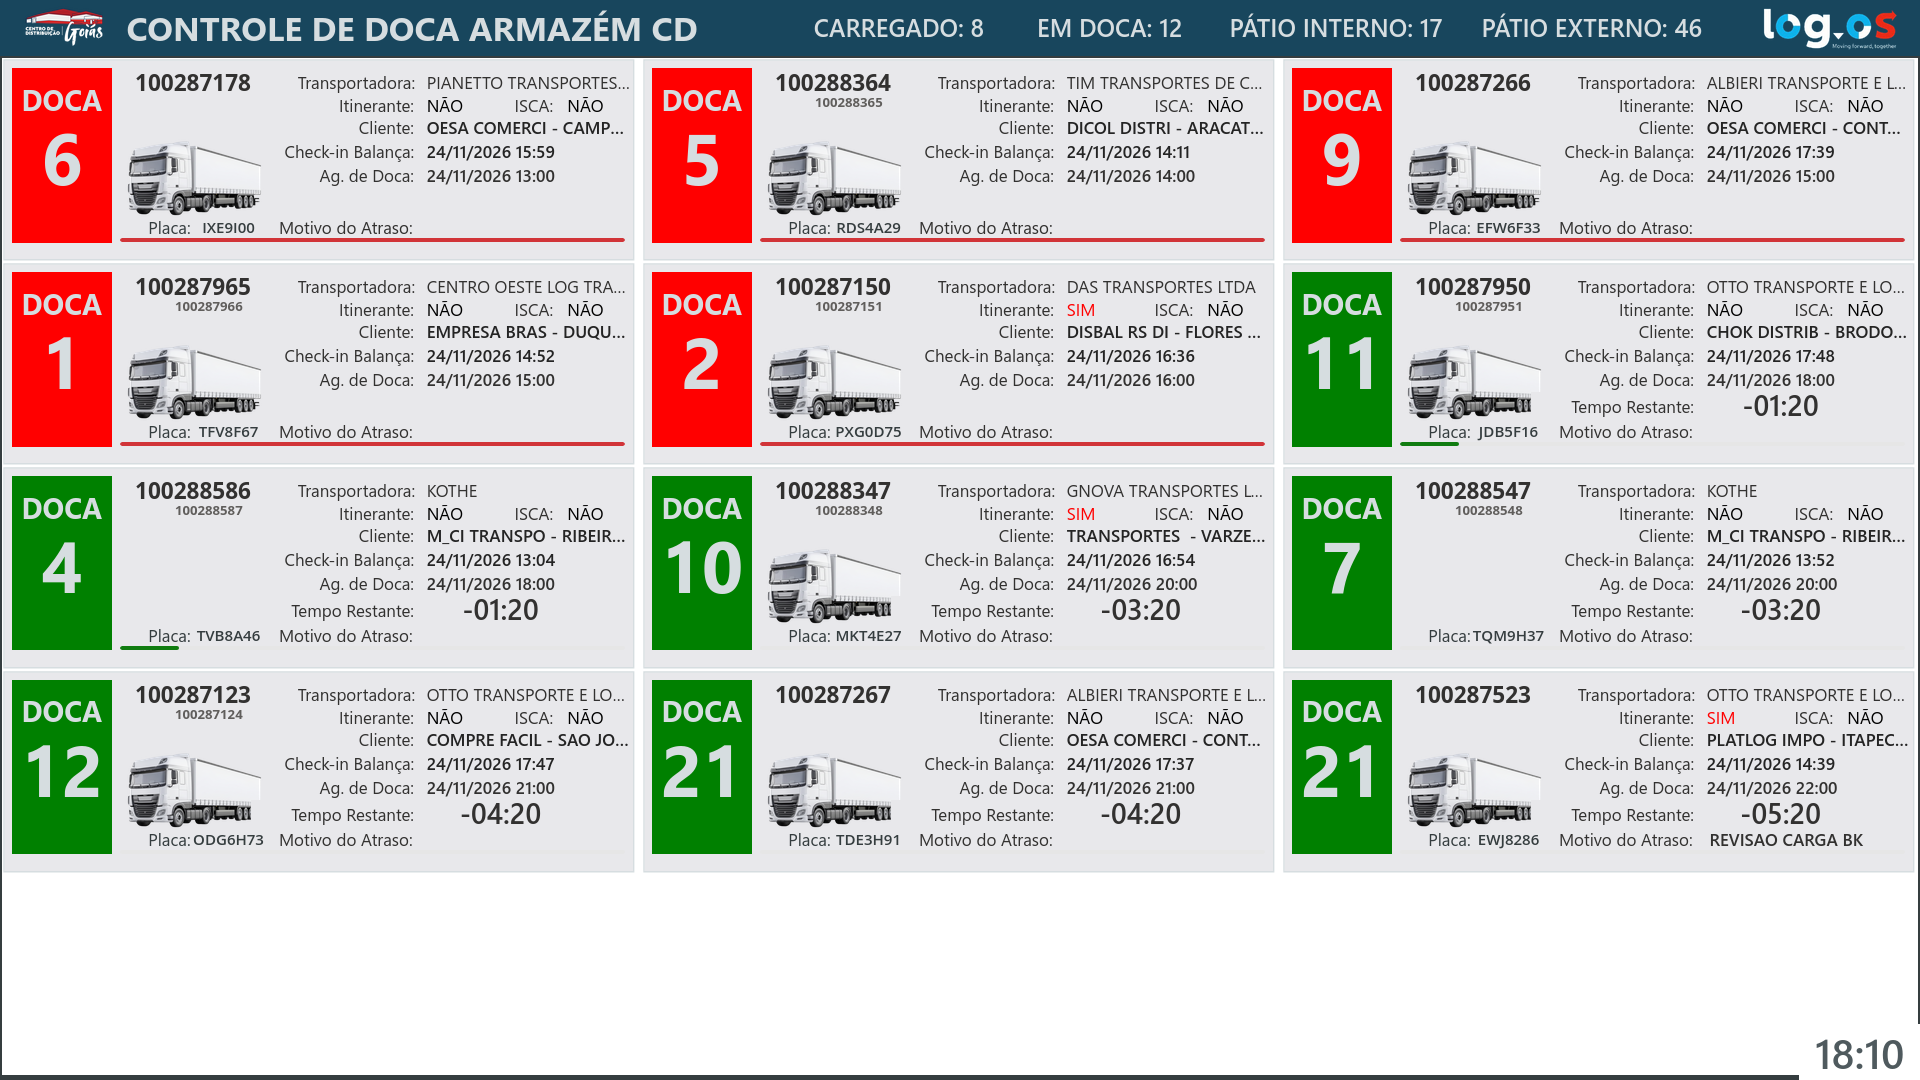 CENTRO DE DISTRIBUIÇÃO Goiás
CONTROLE DE DOCA ARMAZÉM CD
CARREGADO: 8
EM DOCA: 12
PÁTIO INTERNO: 17
PÁTIO EXTERNO: 46
log.os
Moving forward, together
DOCA
6
100287178
Transportadora: PIANETTO TRANSPORTES...
Itinerante: NÃO ISCA: NÃO
Cliente: OESA COMERCI - CAMP...
Check-in Balança: 24/11/2026 15:59
Ag. de Doca: 24/11/2026 13:00
Placa: IXE9I00 Motivo do Atraso:
DOCA
5
100288364
100288365
Transportadora: TIM TRANSPORTES DE C...
Itinerante: NÃO ISCA: NÃO
Cliente: DICOL DISTRI - ARACAT...
Check-in Balança: 24/11/2026 14:11
Ag. de Doca: 24/11/2026 14:00
Placa: RDS4A29 Motivo do Atraso:
DOCA
9
100287266
Transportadora: ALBIERI TRANSPORTE E L...
Itinerante: NÃO ISCA: NÃO
Cliente: OESA COMERCI - CONT...
Check-in Balança: 24/11/2026 17:39
Ag. de Doca: 24/11/2026 15:00
Placa: EFW6F33 Motivo do Atraso:
DOCA
1
100287965
100287966
Transportadora: CENTRO OESTE LOG TRA...
Itinerante: NÃO ISCA: NÃO
Cliente: EMPRESA BRAS - DUQU...
Check-in Balança: 24/11/2026 14:52
Ag. de Doca: 24/11/2026 15:00
Placa: TFV8F67 Motivo do Atraso:
DOCA
2
100287150
100287151
Transportadora: DAS TRANSPORTES LTDA
Itinerante: SIM ISCA: NÃO
Cliente: DISBAL RS DI - FLORES ...
Check-in Balança: 24/11/2026 16:36
Ag. de Doca: 24/11/2026 16:00
Placa: PXG0D75 Motivo do Atraso:
DOCA
11
100287950
100287951
Transportadora: OTTO TRANSPORTE E LO...
Itinerante: NÃO ISCA: NÃO
Cliente: CHOK DISTRIB - BRODO...
Check-in Balança: 24/11/2026 17:48
Ag. de Doca: 24/11/2026 18:00
Tempo Restante: -01:20
Placa: JDB5F16 Motivo do Atraso:
DOCA
4
100288586
100288587
Transportadora: KOTHE
Itinerante: NÃO ISCA: NÃO
Cliente: M_CI TRANSPO - RIBEIR...
Check-in Balança: 24/11/2026 13:04
Ag. de Doca: 24/11/2026 18:00
Tempo Restante: -01:20
Placa: TVB8A46 Motivo do Atraso:
DOCA
10
100288347
100288348
Transportadora: GNOVA TRANSPORTES L...
Itinerante: SIM ISCA: NÃO
Cliente: TRANSPORTES - VARZE...
Check-in Balança: 24/11/2026 16:54
Ag. de Doca: 24/11/2026 20:00
Tempo Restante: -03:20
Placa: MKT4E27 Motivo do Atraso:
DOCA
7
100288547
100288548
Transportadora: KOTHE
Itinerante: NÃO ISCA: NÃO
Cliente: M_CI TRANSPO - RIBEIR...
Check-in Balança: 24/11/2026 13:52
Ag. de Doca: 24/11/2026 20:00
Tempo Restante: -03:20
Placa: TQM9H37 Motivo do Atraso:
DOCA
12
100287123
100287124
Transportadora: OTTO TRANSPORTE E LO...
Itinerante: NÃO ISCA: NÃO
Cliente: COMPRE FACIL - SAO JO...
Check-in Balança: 24/11/2026 17:47
Ag. de Doca: 24/11/2026 21:00
Tempo Restante: -04:20
Placa: ODG6H73 Motivo do Atraso:
DOCA
21
100287267
Transportadora: ALBIERI TRANSPORTE E L...
Itinerante: NÃO ISCA: NÃO
Cliente: OESA COMERCI - CONT...
Check-in Balança: 24/11/2026 17:37
Ag. de Doca: 24/11/2026 21:00
Tempo Restante: -04:20
Placa: TDE3H91 Motivo do Atraso:
DOCA
21
100287523
Transportadora: OTTO TRANSPORTE E LO...
Itinerante: SIM ISCA: NÃO
Cliente: PLATLOG IMPO - ITAPEC...
Check-in Balança: 24/11/2026 14:39
Ag. de Doca: 24/11/2026 22:00
Tempo Restante: -05:20
Placa: EWJ8286 Motivo do Atraso: REVISAO CARGA BK
18:10